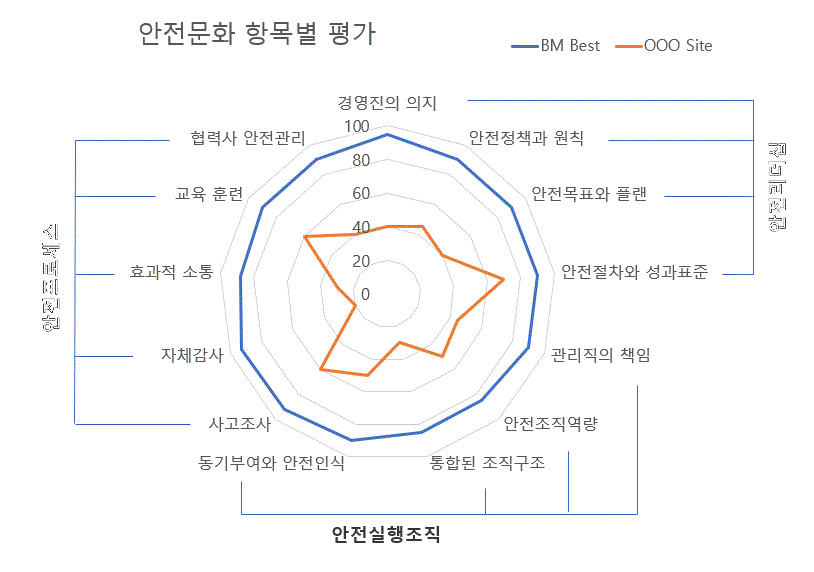 안전문화 항목별 평가
BM Best
OOO Site
경영진의 의지
안전정책과 원칙
안전목표와 플랜
안전절차와 성과표준
관리직의 책임
안전조직역량
통합된 조직구조
동기부여와 안전인식
사고조사
자체감사
효과적 소통
교육 훈련
협력사 안전관리
100
80
60
40
20
0
안전리더십
안전프로세스
안전실행조직